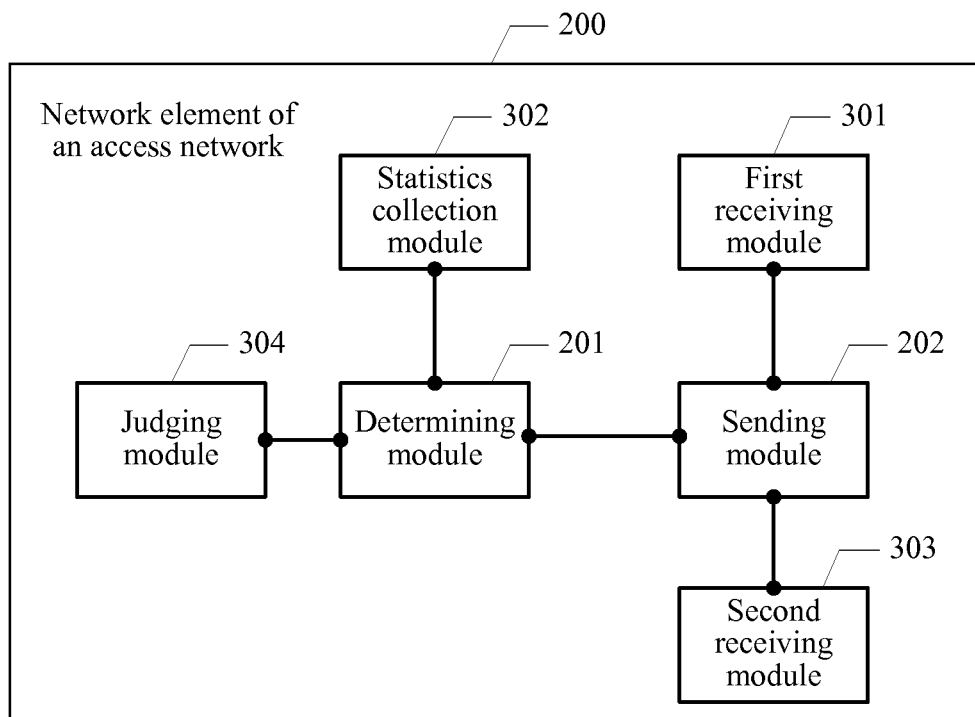 200
Network element of
an access network
302
Statistics
collection
module
301
First
receiving
module
304
Judging
module
201
Determining
module
202
Sending
module
303
Second
receiving
module